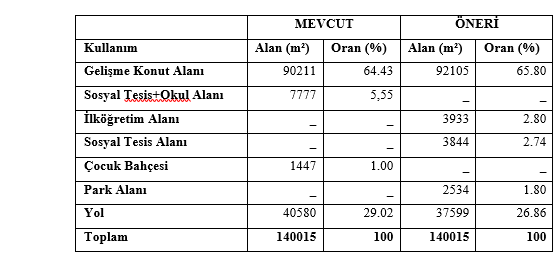 MEVCUT ÖNERİ
Kullanım Alan (m²) Oran (%) Alan (m²) Oran (%)
Gelişme Konut Alanı 90211 64.43 92105 65.80
Sosyal Tesis+Okul Alanı 7777 5,55 _ _
İlköğretim Alanı _ _ 3933 2.80
Sosyal Tesis Alanı _ _ 3844 2.74
Çocuk Bahçesi 1447 1.00 _ _
Park Alanı _ _ 2534 1.80
Yol 40580 29.02 37599 26.86
Toplam 140015 100 140015 100